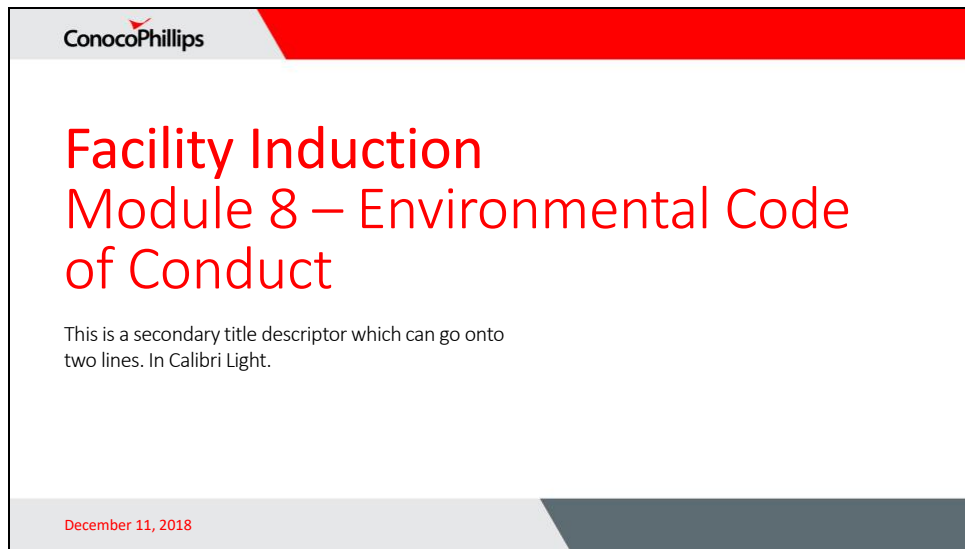 ConocoPhillips
Facility Induction
Module 8 – Environmental Code
of Conduct
This is a secondary title descriptor which can go onto
two lines. In Calibri Light.
December 11, 2018